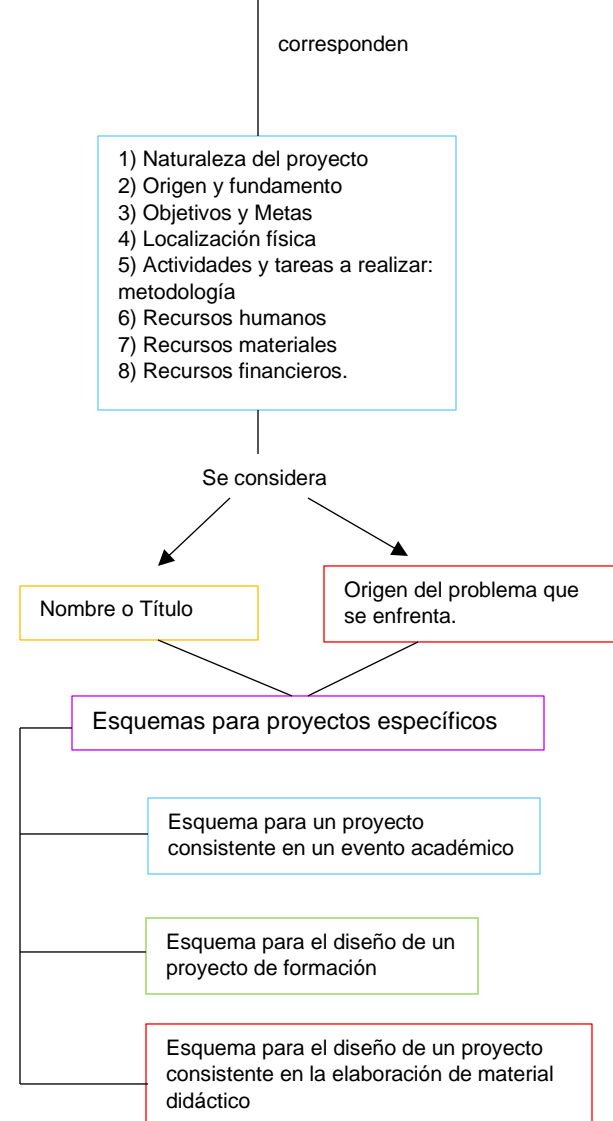 corresponden
1) Naturaleza del proyecto
2) Origen y fundamento
3) Objetivos y Metas
4) Localización física
5) Actividades y tareas a realizar:
metodología
6) Recursos humanos
7) Recursos materiales
8) Recursos financieros.
Se considera
Nombre o Título
Origen del problema que
se enfrenta.
Esquemas para proyectos específicos
Esquema para un proyecto
consistente en un evento académico
Esquema para el diseño de un
proyecto de formación
Esquema para el diseño de un proyecto
consistente en la elaboración de material
didáctico